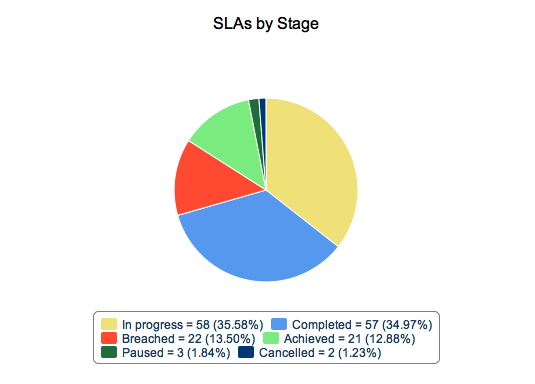 SLAs by Stage
In progress = 58 (35.58%) Completed = 57 (34.97%)
Breached = 22 (13.50%) Achieved = 21 (12.88%)
Paused = 3 (1.84%) Cancelled = 2 (1.23%)